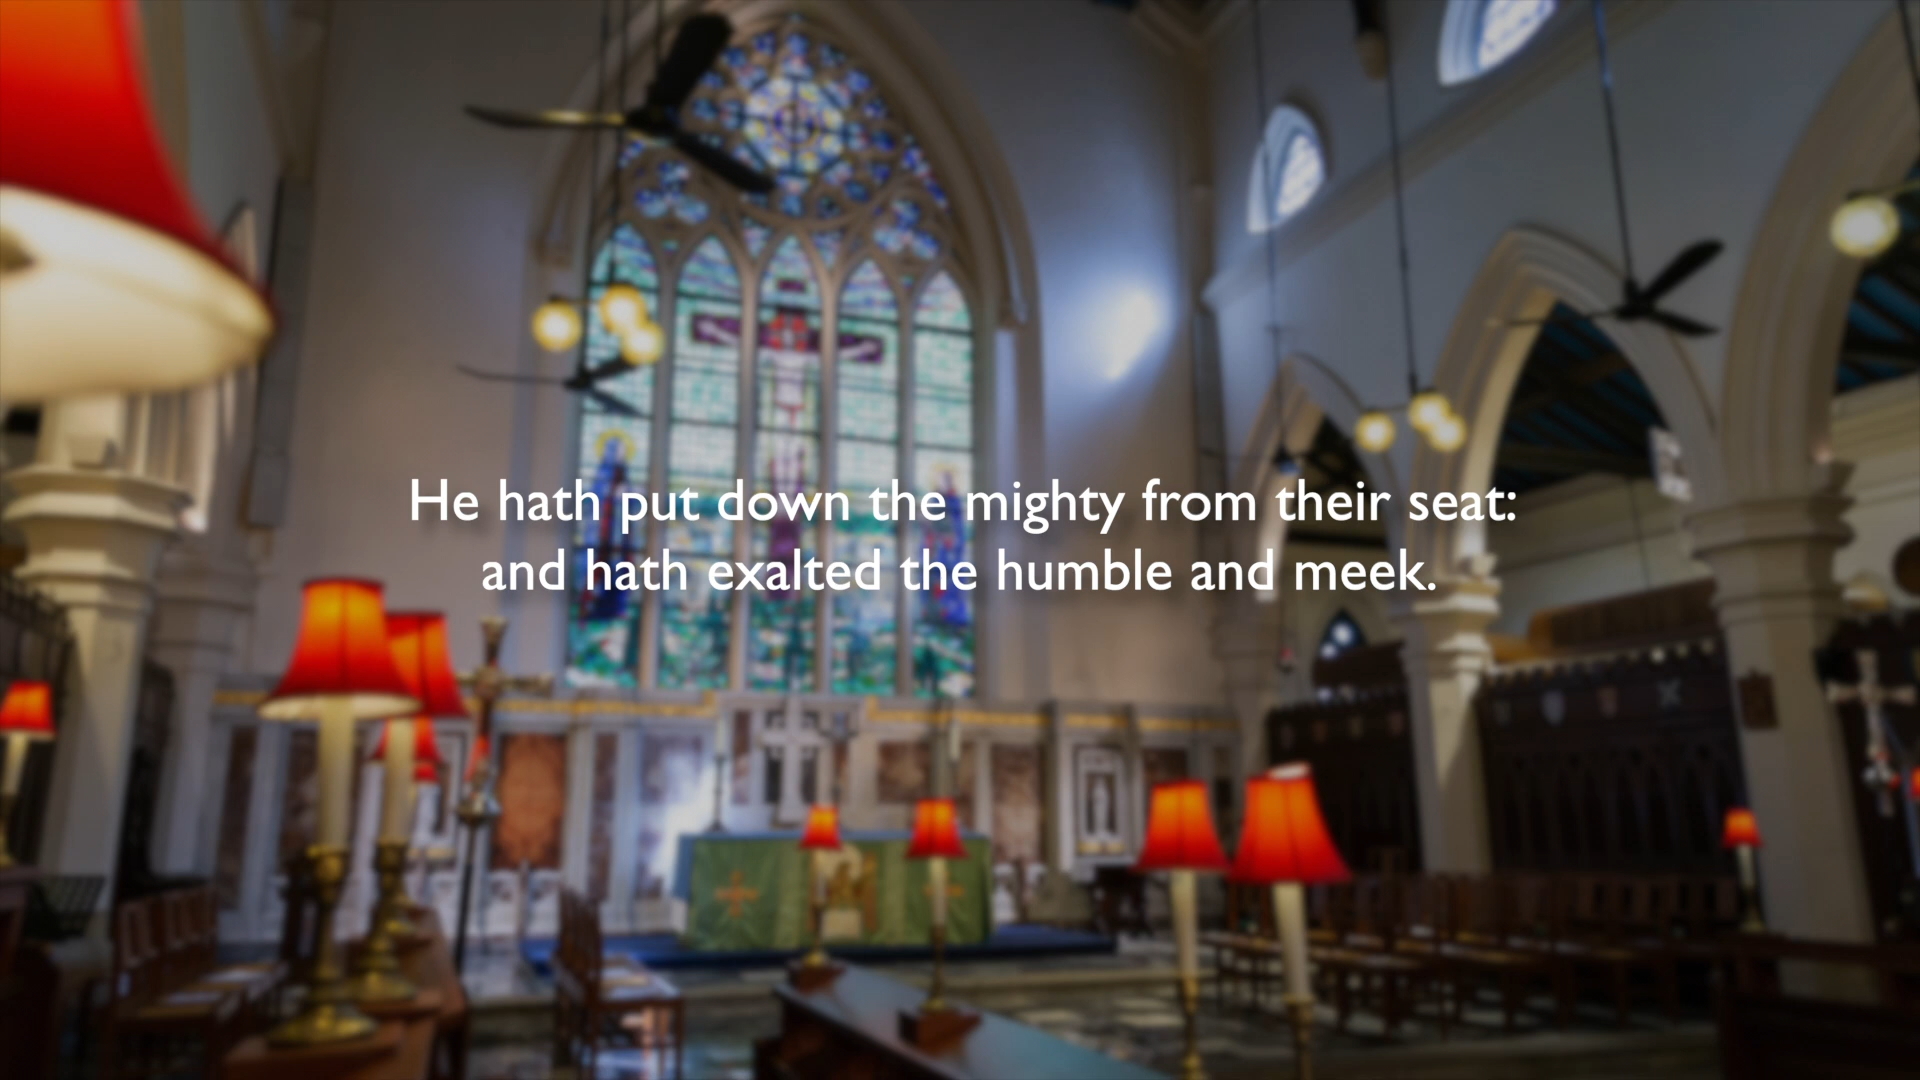 He hath put down the mighty from their seat:
and hath exalted the humble and meek.